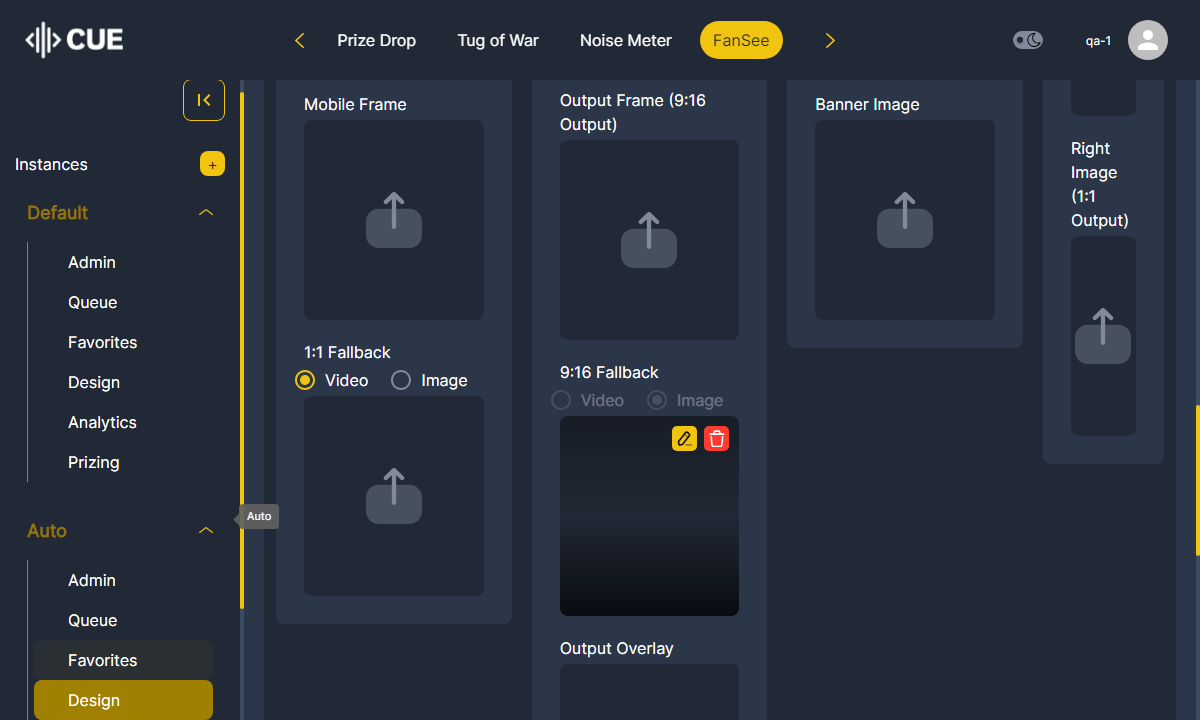 CUE
Prize Drop
Tug of War
Noise Meter
FanSee
qa-1
Instances
+
Default
Admin
Queue
Favorites
Design
Analytics
Prizing
Auto
Auto
Admin
Queue
Favorites
Design
Mobile Frame
1:1 Fallback
Video
Image
Output Frame (9:16
Output)
9:16 Fallback
Video
Image
Output Overlay
Banner Image
Right
Image
(1:1
Output)